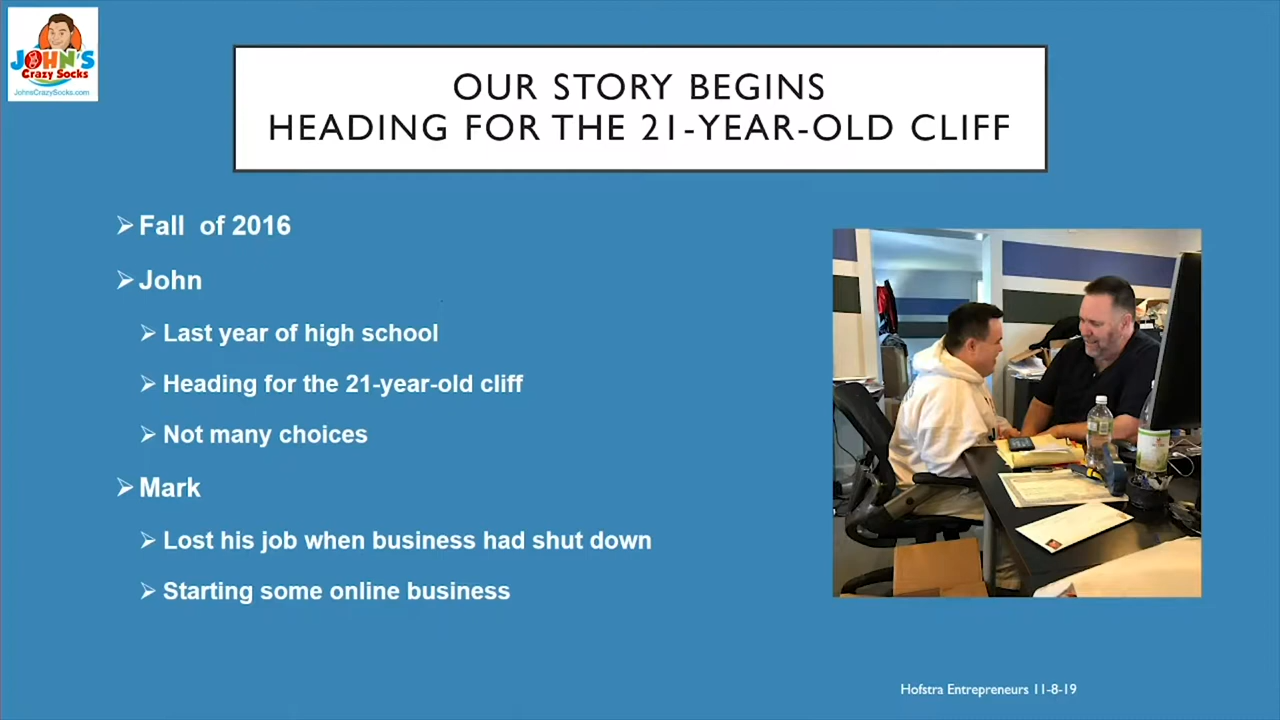 JOHN'S
Crazy Socks
JohnsCrazySocks.com
OUR STORY BEGINS
HEADING FOR THE 21-YEAR-OLD CLIFF
Fall of 2016
John
Last year of high school
Heading for the 21-year-old cliff
Not many choices
Mark
Lost his job when business had shut down
Starting some online business
Hofstra Entrepreneurs 11-8-19